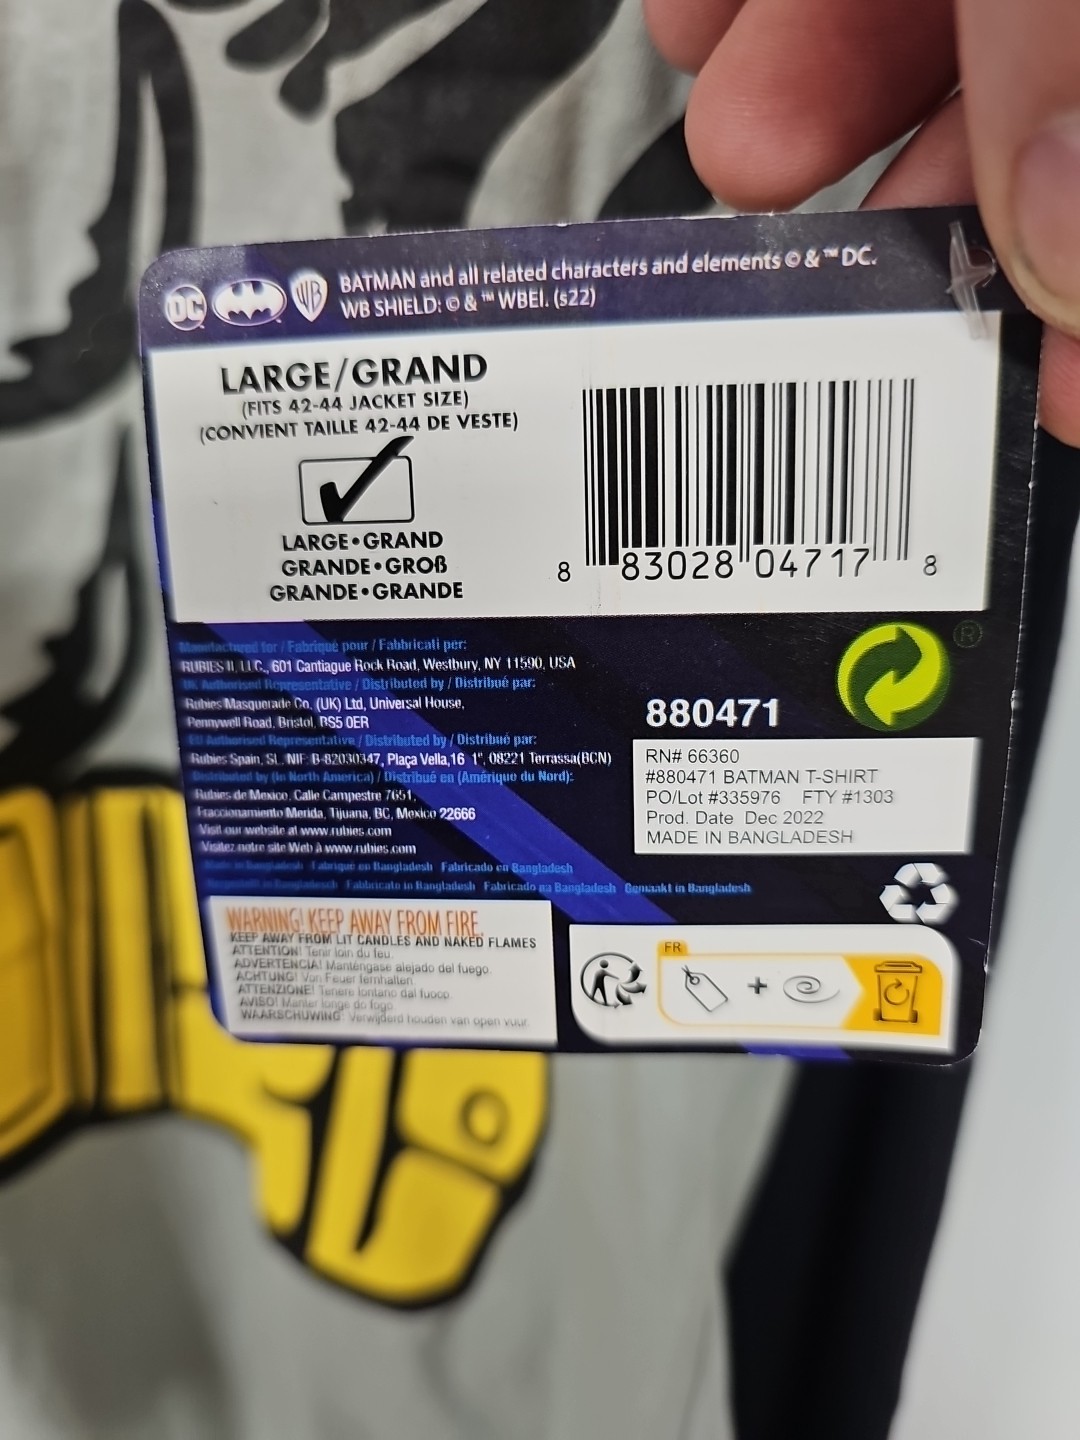 DC
WB
BATMAN and all related characters and elements © & ™ DC.
WB SHIELD: © & ™ WBEI. (s22)
LARGE/GRAND
(FITS 42-44 JACKET SIZE)
(CONVIENT TAILLE 42-44 DE VESTE)
LARGE•GRAND
GRANDE•GROß
GRANDE•GRANDE
8 83028 04717 8
Manufactured for / Fabriqué pour / Fabbricati per:
RUBIES II, LLC., 601 Cantiague Rock Road, Westbury, NY 11590, USA
UK Authorised Representative / Distributed by / Distribué par:
Rubies Masquerade Co. (UK) Ltd, Universal House,
Pennywell Road, Bristol, BS5 0ER
EU Authorised Representative / Distributed by / Distribué par:
Rubies Spain, SL. NIF: B-82030347, Plaça Vella,16 1°, 08221 Terrassa(BCN)
Distributed by (in North America) / Distribué en (Amérique du Nord):
Rubies de Mexico, Calle Campestre 7651,
Fraccionamiento Merida, Tijuana, BC, Mexico 22666
Visit our website at www.rubies.com
Visitez notre site Web à www.rubies.com
Made in Bangladesh Fabriqué en Bangladesh Fabricado en Bangladesh
Hergestellt in Bangladesch Fabbricato in Bangladesh Fabricado na Bangladesh Gemaakt in Bangladesh
®
880471
RN# 66360
#880471 BATMAN T-SHIRT
PO/Lot #335976 FTY #1303
Prod. Date Dec 2022
MADE IN BANGLADESH
WARNING! KEEP AWAY FROM FIRE.
KEEP AWAY FROM LIT CANDLES AND NAKED FLAMES
ATTENTION! Tenir loin du feu.
ADVERTENCIA! Manténgase alejado del fuego.
ACHTUNG! Von Feuer fernhalten.
ATTENZIONE! Tenere lontano dal fuoco.
AVISO! Manter longe do fogo.
WAARSCHUWING: Verwijderd houden van open vuur.
FR
+